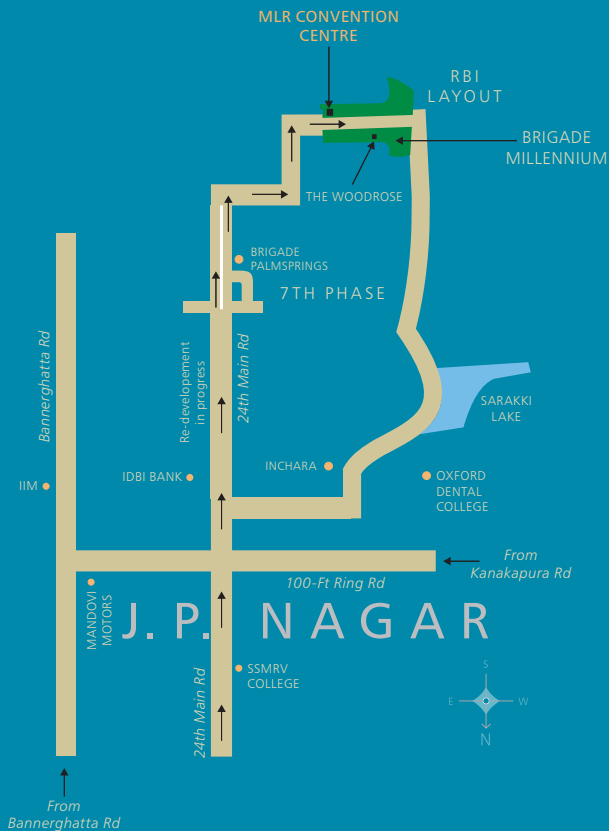 MLR CONVENTION
CENTRE
RBI
LAYOUT
BRIGADE
MILLENNIUM
THE WOODROSE
BRIGADE
PALMSPRINGS
7TH PHASE
Bannerghatta Rd
Re-developement
in progress
24th Main Rd
SARAKKI
LAKE
INCHARA
IDBI BANK
IIM
OXFORD
DENTAL
COLLEGE
From
Kanakapura Rd
100-Ft Ring Rd
MANDOVI
MOTORS
J. P. NAGAR
SSMRV
COLLEGE
24th Main Rd
S
E
W
N
From
Bannerghatta Rd